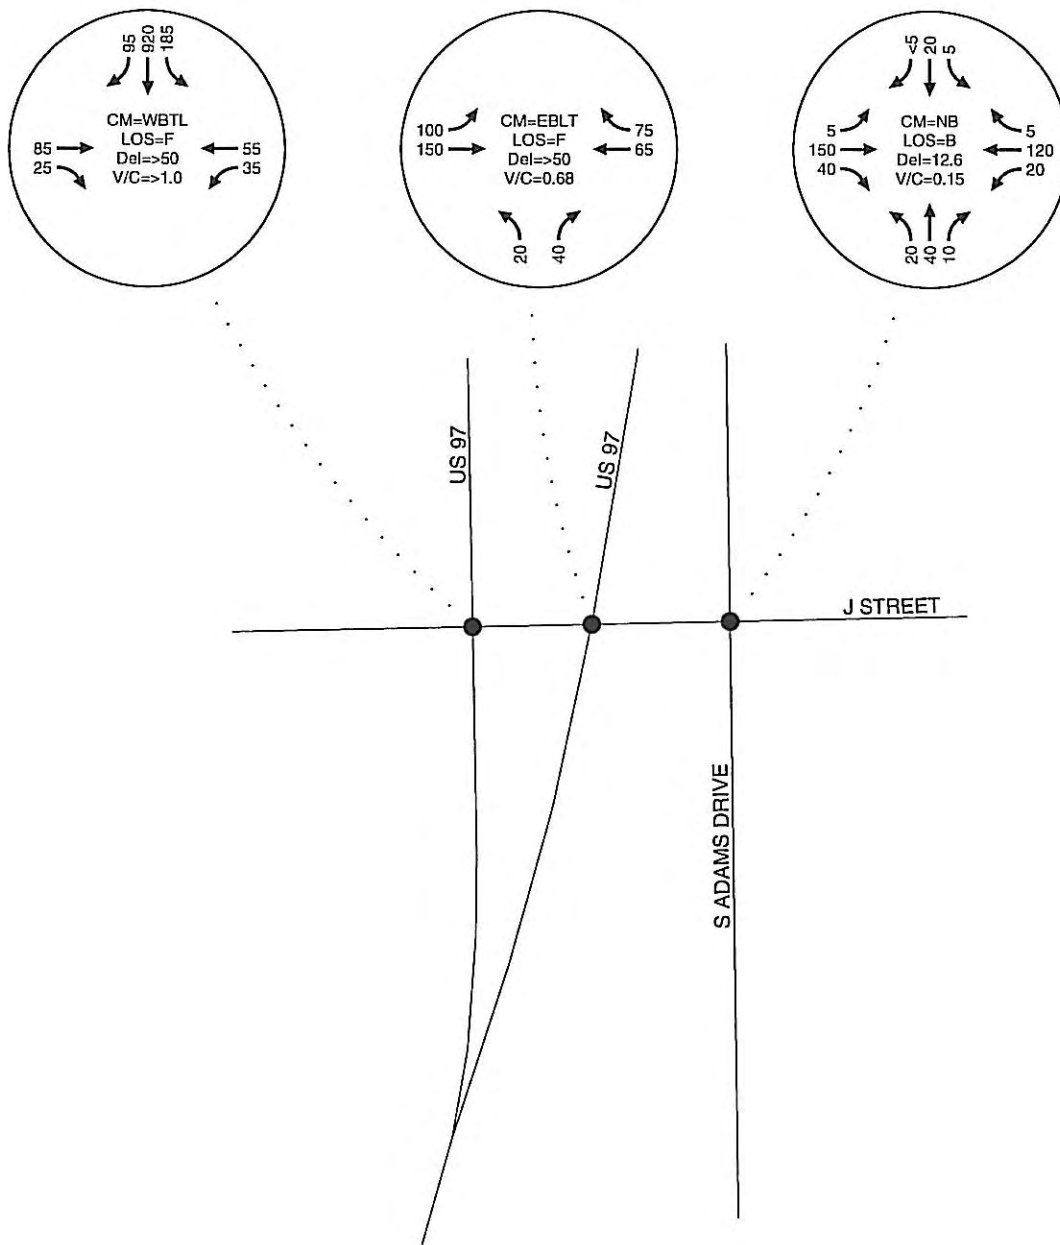 95 920 185
CM=WBTL
LOS=F
Del=>50
V/C=>1.0
85
25
55
35
100
150
CM=EBLT
LOS=F
Del=>50
V/C=0.68
75
65
20 40
<5 20 5
5
150
40
CM=NB
LOS=B
Del=12.6
V/C=0.15
5
120
20
20 40 10
US 97
US 97
J STREET
S ADAMS DRIVE